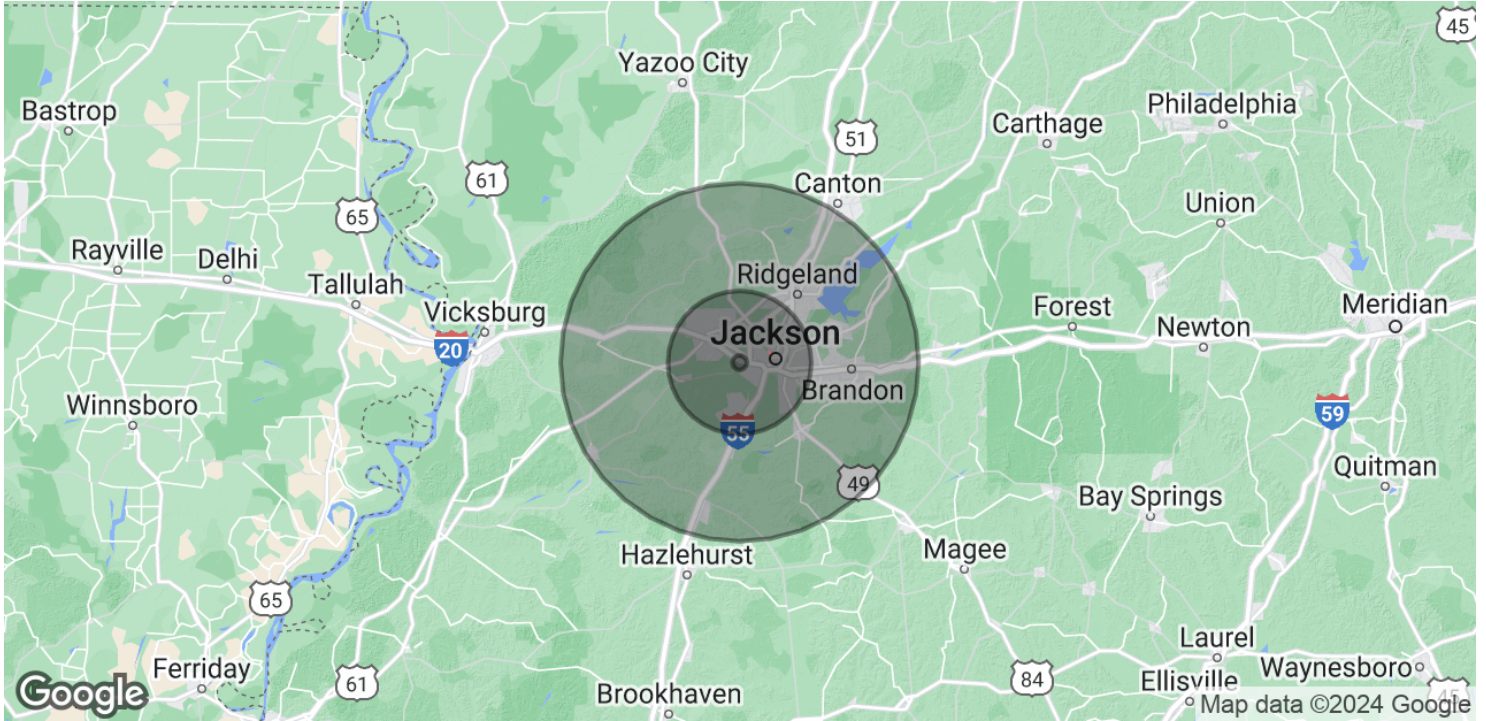 45
Yazoo City
Bastrop
Philadelphia
Carthage
51
61
Canton
65
Union
Rayville
Delhi
Ridgeland
Tallulah
Vicksburg
Forest
Meridian
Newton
Jackson
20
Brandon
Winnsboro
59
55
Quitman
49
Bay Springs
Hazlehurst
Magee
65
Laurel
Ferriday
Waynesboro
61
84
Ellisville
Google
Brookhaven
45
Map data ©2024 Google